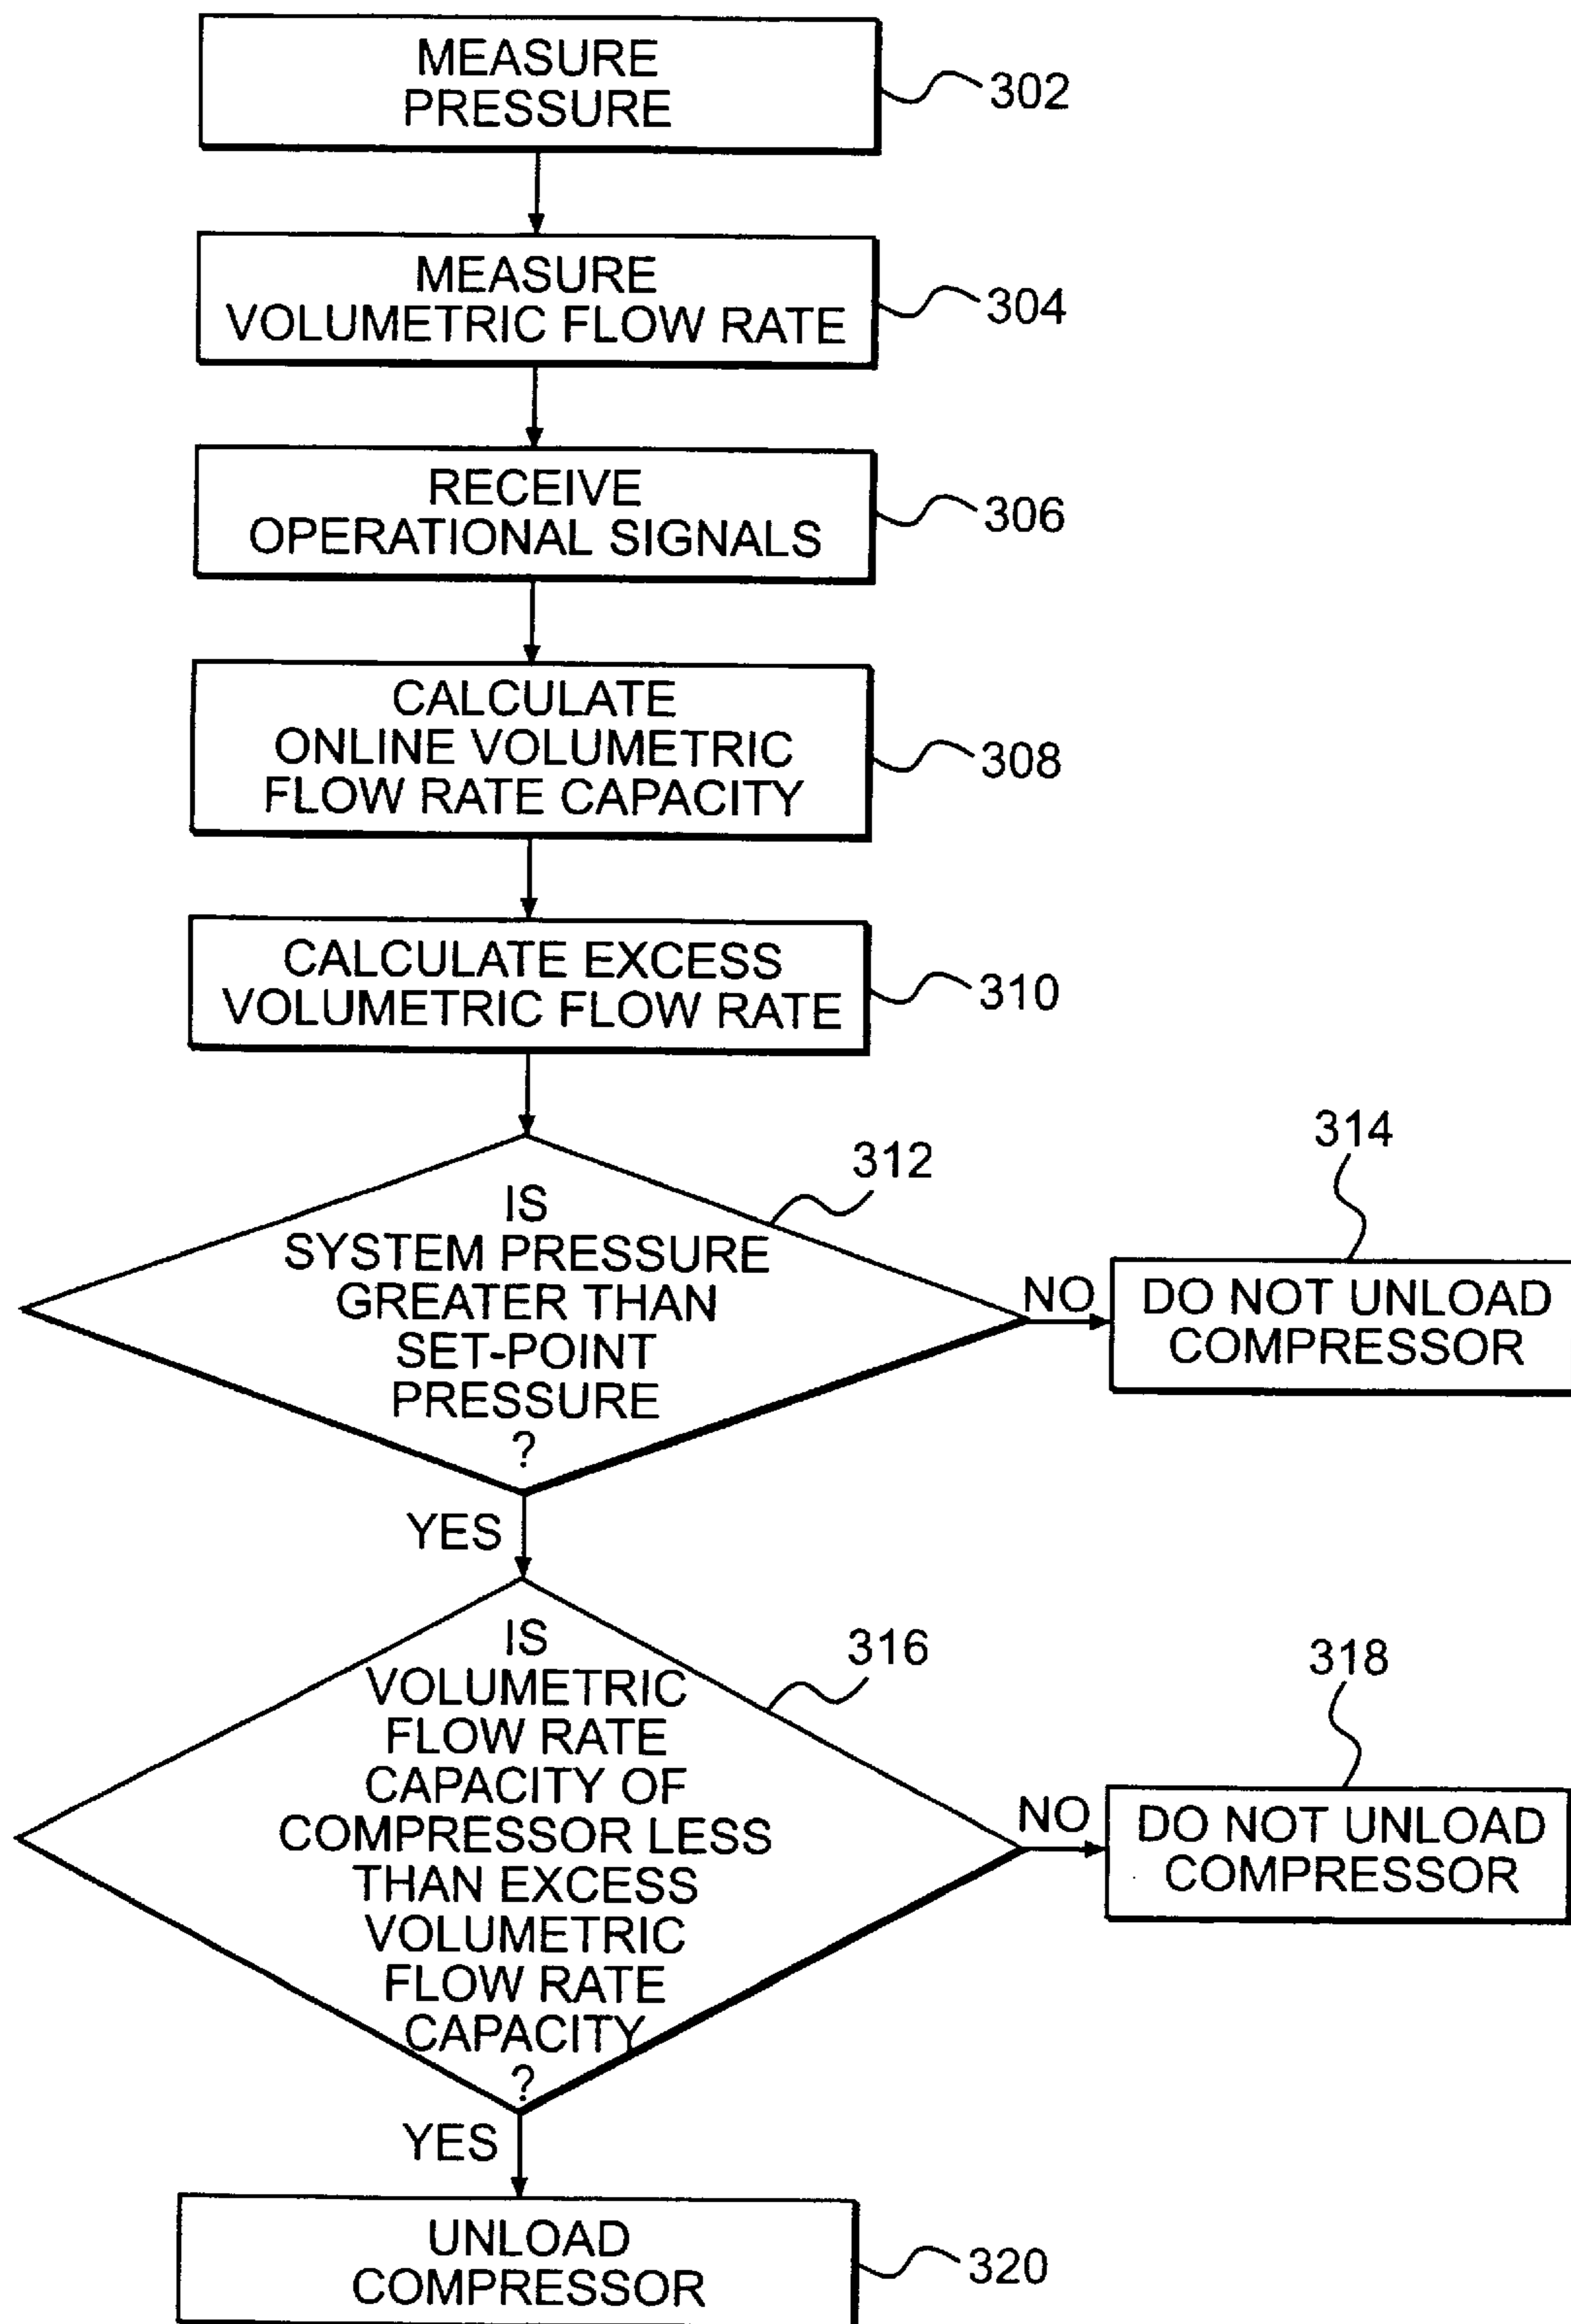 MEASURE
PRESSURE
302
MEASURE
VOLUMETRIC FLOW RATE
304
RECEIVE
OPERATIONAL SIGNALS
306
CALCULATE
ONLINE VOLUMETRIC
FLOW RATE CAPACITY
308
CALCULATE EXCESS
VOLUMETRIC FLOW RATE
310
312
IS
SYSTEM PRESSURE
GREATER THAN
SET-POINT
PRESSURE
?
NO
314
DO NOT UNLOAD
COMPRESSOR
YES
316
IS
VOLUMETRIC
FLOW RATE
CAPACITY OF
COMPRESSOR LESS
THAN EXCESS
VOLUMETRIC
FLOW RATE
CAPACITY
?
NO
318
DO NOT UNLOAD
COMPRESSOR
YES
UNLOAD
COMPRESSOR
320